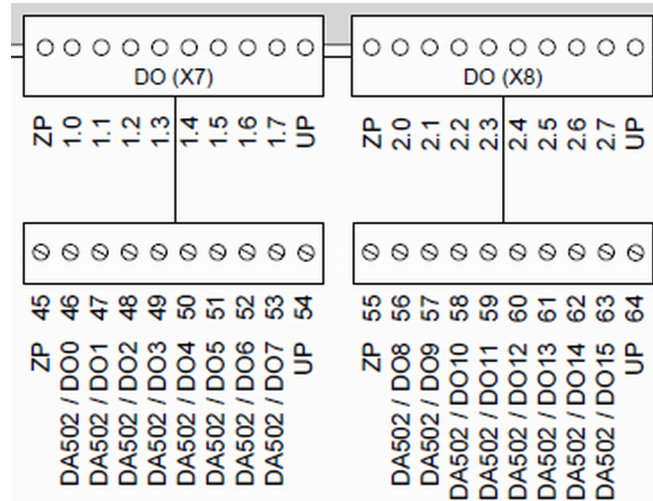 DO (X7) DO (X8)
ZP 1.0 1.1 1.2 1.3 1.4 1.5 1.6 1.7 UP ZP 2.0 2.1 2.2 2.3 2.4 2.5 2.6 2.7 UP
45 46 47 48 49 50 51 52 53 54 55 56 57 58 59 60 61 62 63 64
ZP DA502 / DO0 DA502 / DO1 DA502 / DO2 DA502 / DO3 DA502 / DO4 DA502 / DO5 DA502 / DO6 DA502 / DO7 UP ZP DA502 / DO8 DA502 / DO9 DA502 / DO10 DA502 / DO11 DA502 / DO12 DA502 / DO13 DA502 / DO14 DA502 / DO15 UP